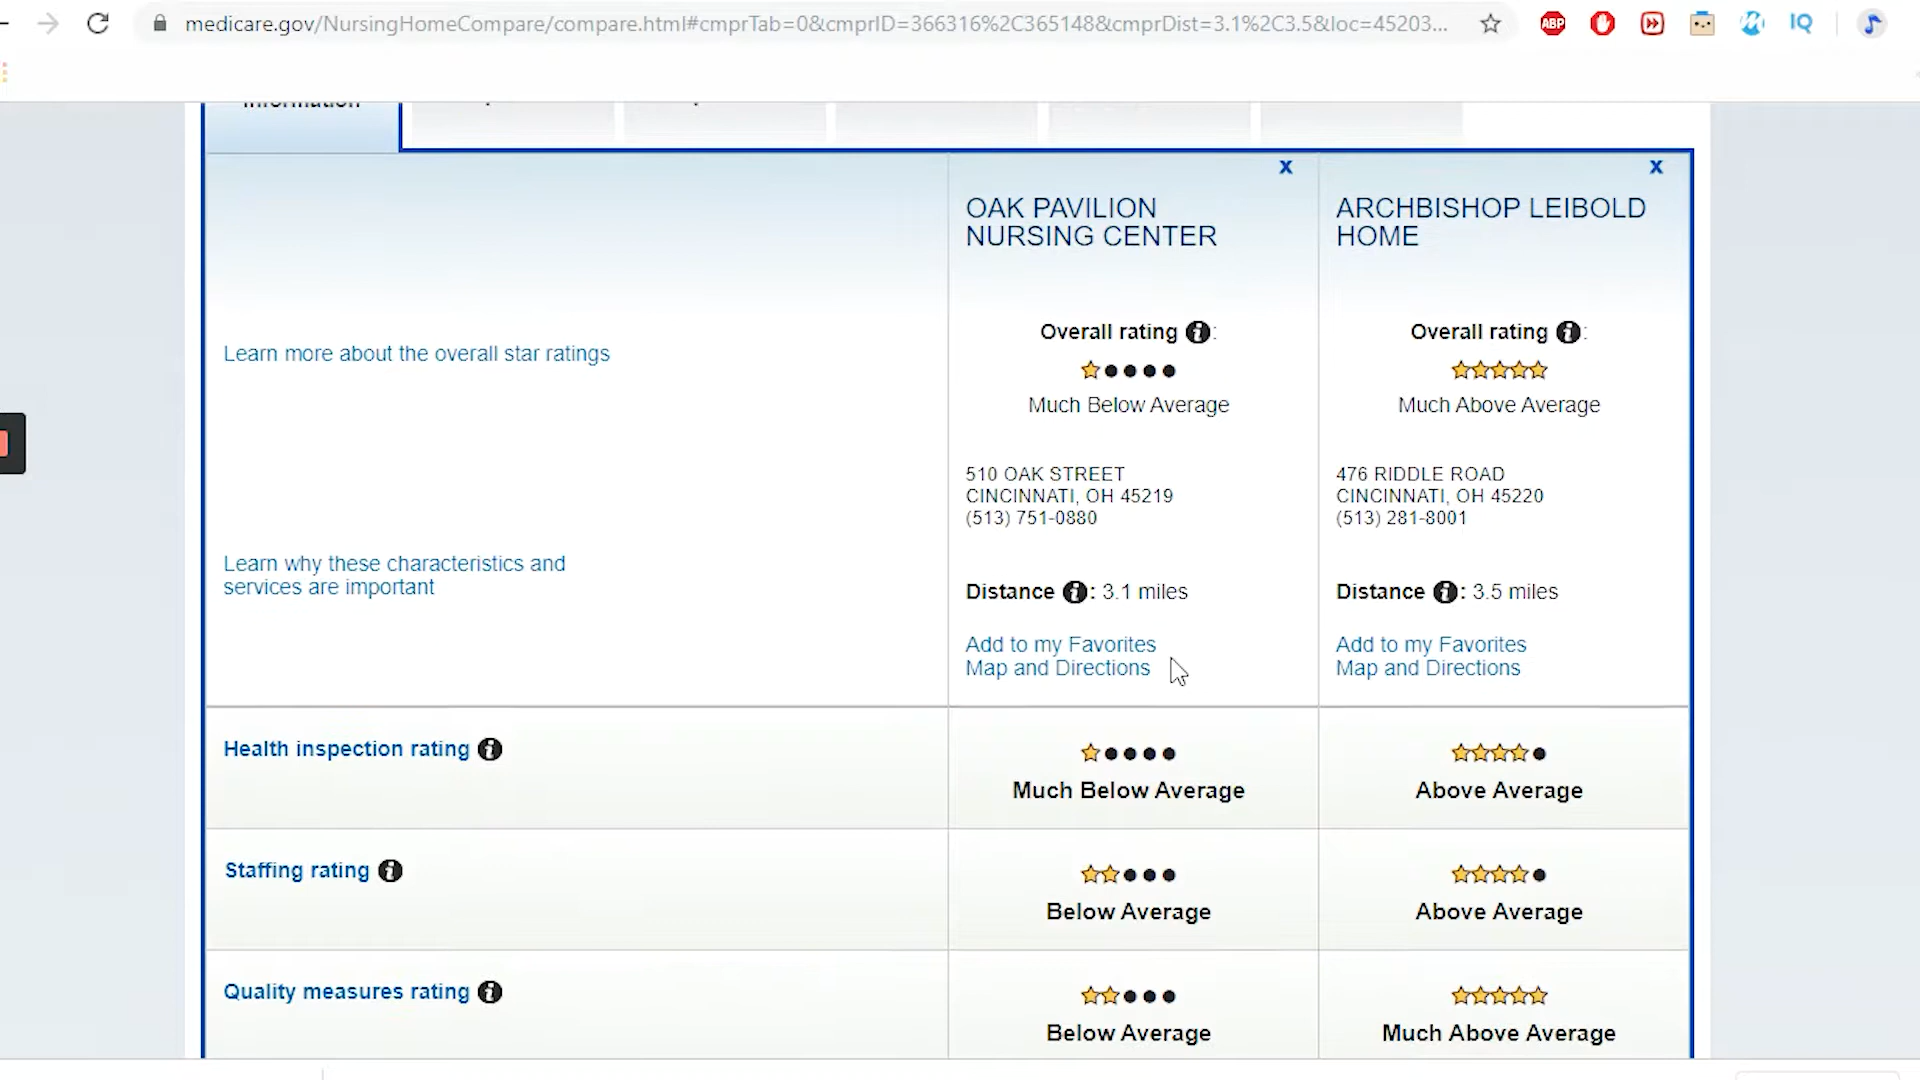 medicare.gov/NursingHomeCompare/compare.html#cmprTab=0&cmprID=366316%2C365148&cmprDist=3.1%2C3.5&loc=45203...
ABP
IQ
Information
X
X
OAK PAVILION
NURSING CENTER
ARCHBISHOP LEIBOLD
HOME
Overall rating i:
Overall rating i:
Learn more about the overall star ratings
Much Below Average
Much Above Average
510 OAK STREET
CINCINNATI, OH 45219
(513) 751-0880
476 RIDDLE ROAD
CINCINNATI, OH 45220
(513) 281-8001
Learn why these characteristics and
services are important
Distance i: 3.1 miles
Distance i: 3.5 miles
Add to my Favorites
Map and Directions
Add to my Favorites
Map and Directions
Health inspection rating i
Much Below Average
Above Average
Staffing rating i
Below Average
Above Average
Quality measures rating i
Below Average
Much Above Average